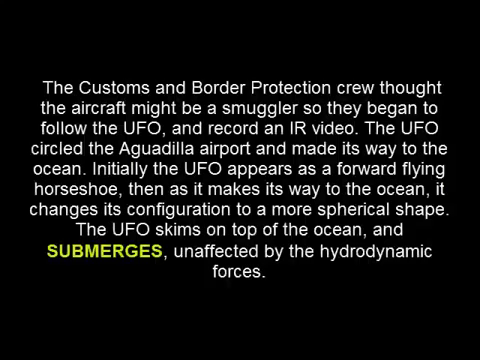 The Customs and Border Protection crew thought
the aircraft might be a smuggler so they began to
follow the UFO, and record an IR video. The UFO
circled the Aguadilla airport and made its way to the
ocean. Initially the UFO appears as a forward flying
horseshoe, then as it makes its way to the ocean, it
changes its configuration to a more spherical shape.
The UFO skims on top of the ocean, and
SUBMERGES, unaffected by the hydrodynamic
forces.